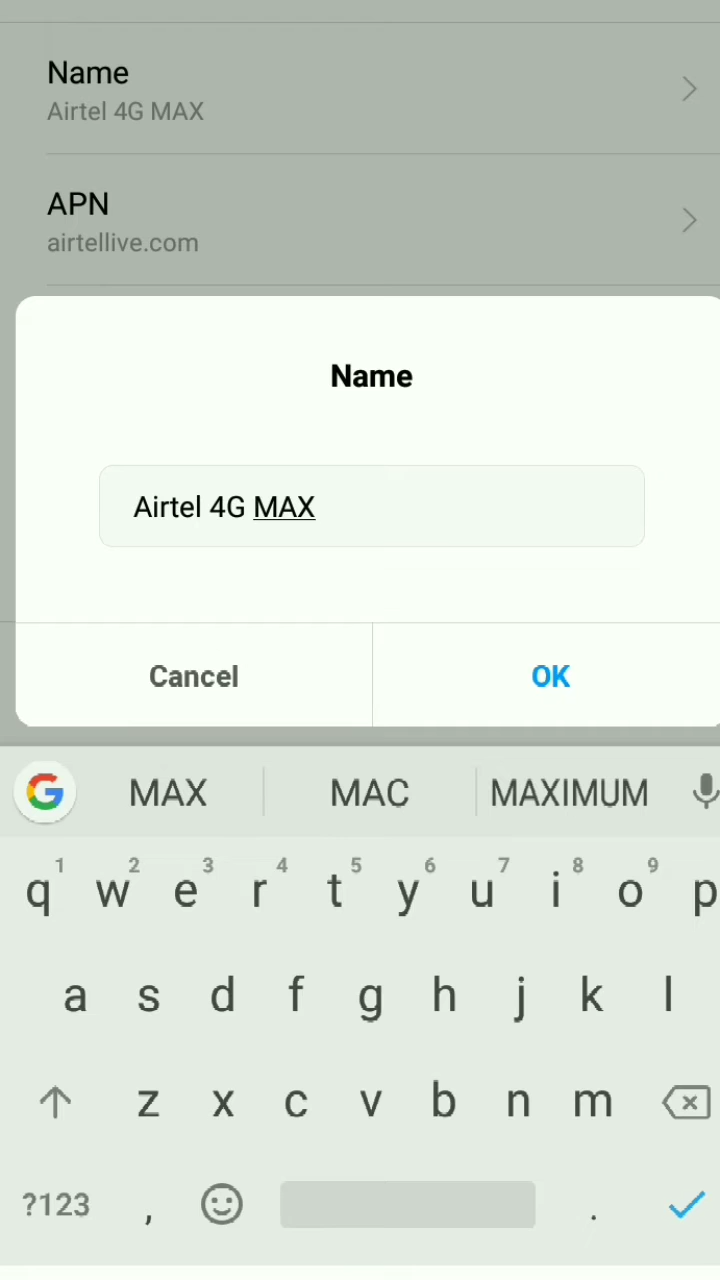 Name
Airtel 4G MAX
APN
airtellive.com
Name
Airtel 4G MAX
Cancel OK
MAX MAC MAXIMUM
1 2 3 4 5 6 7 8 9
q w e r t y u i o p
a s d f g h j k l
z x c v b n m
?123 , .